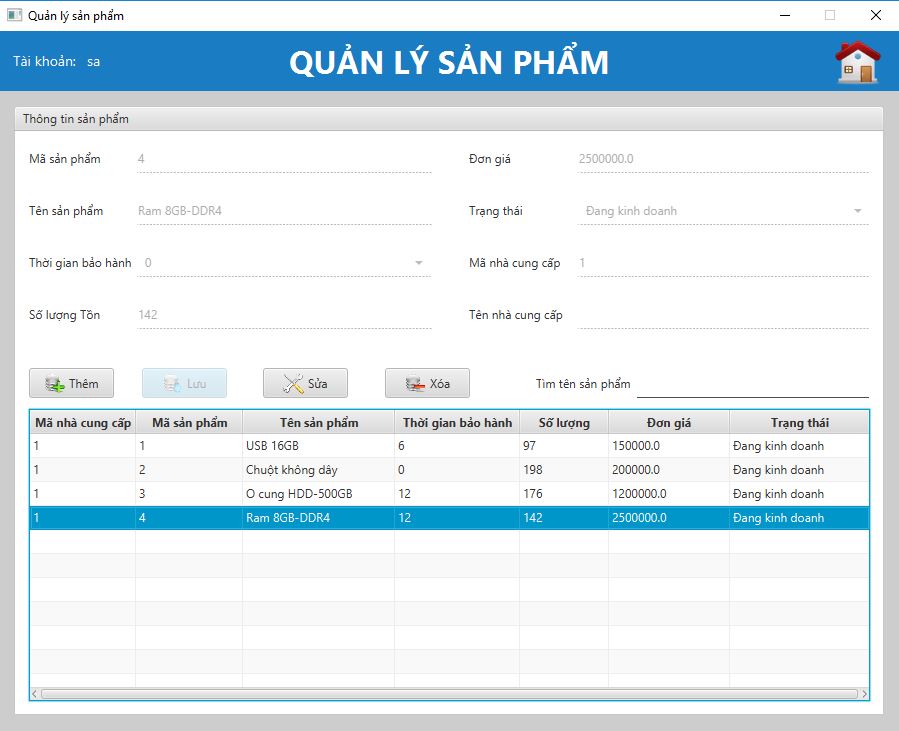 Quản lý sản phẩm
Tài khoản: sa
QUẢN LÝ SẢN PHẨM
Thông tin sản phẩm
Mã sản phẩm 4 Đơn giá 2500000.0
Tên sản phẩm Ram 8GB-DDR4 Trạng thái Đang kinh doanh
Thời gian bảo hành 0 Mã nhà cung cấp 1
Số lượng Tồn 142 Tên nhà cung cấp
Thêm Lưu Sửa Xóa Tìm tên sản phẩm
Mã nhà cung cấp Mã sản phẩm Tên sản phẩm Thời gian bảo hành Số lượng Đơn giá Trạng thái
1 1 USB 16GB 6 97 150000.0 Đang kinh doanh
1 2 Chuột không dây 0 198 200000.0 Đang kinh doanh
1 3 O cung HDD-500GB 12 176 1200000.0 Đang kinh doanh
1 4 Ram 8GB-DDR4 12 142 2500000.0 Đang kinh doanh